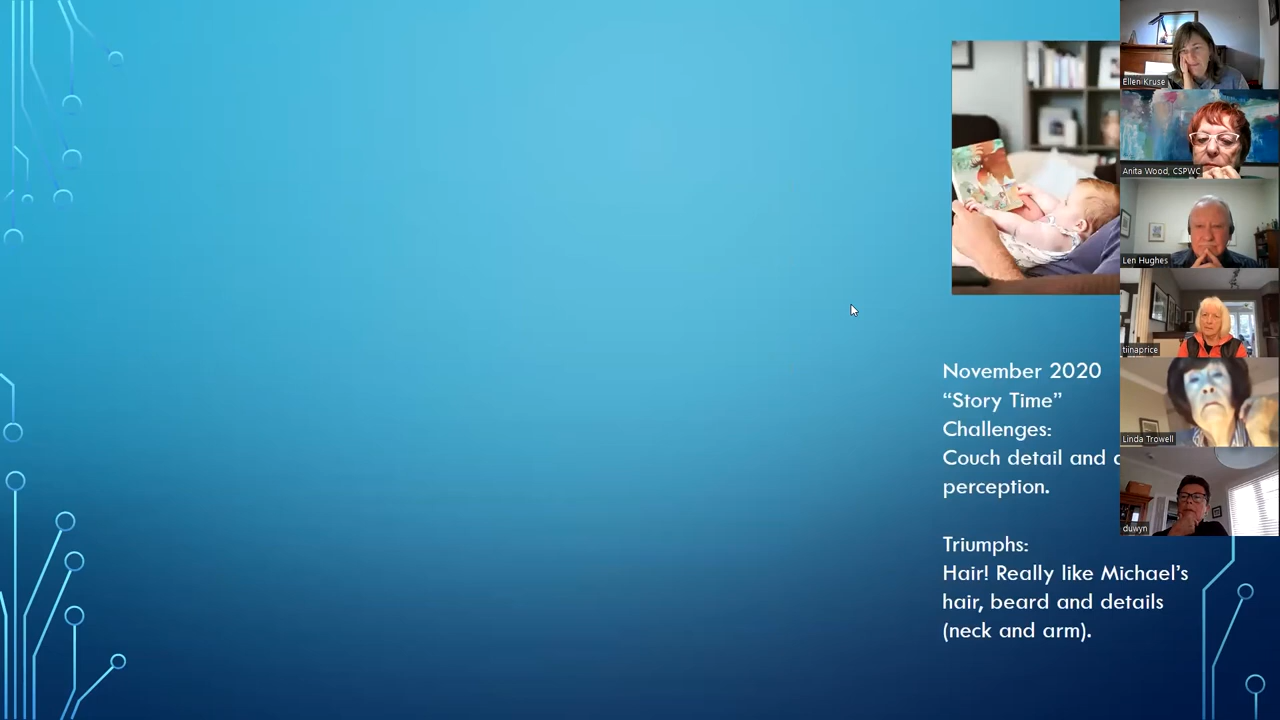 Ellen Kruse
Anita Wood, CSPWC
Len Hughes
tiinaprice
Linda Trowell
duwyn
November 2020
“Story Time”
Challenges:
Couch detail and
perception.
Triumphs:
Hair! Really like Michael’s
hair, beard and details
(neck and arm).